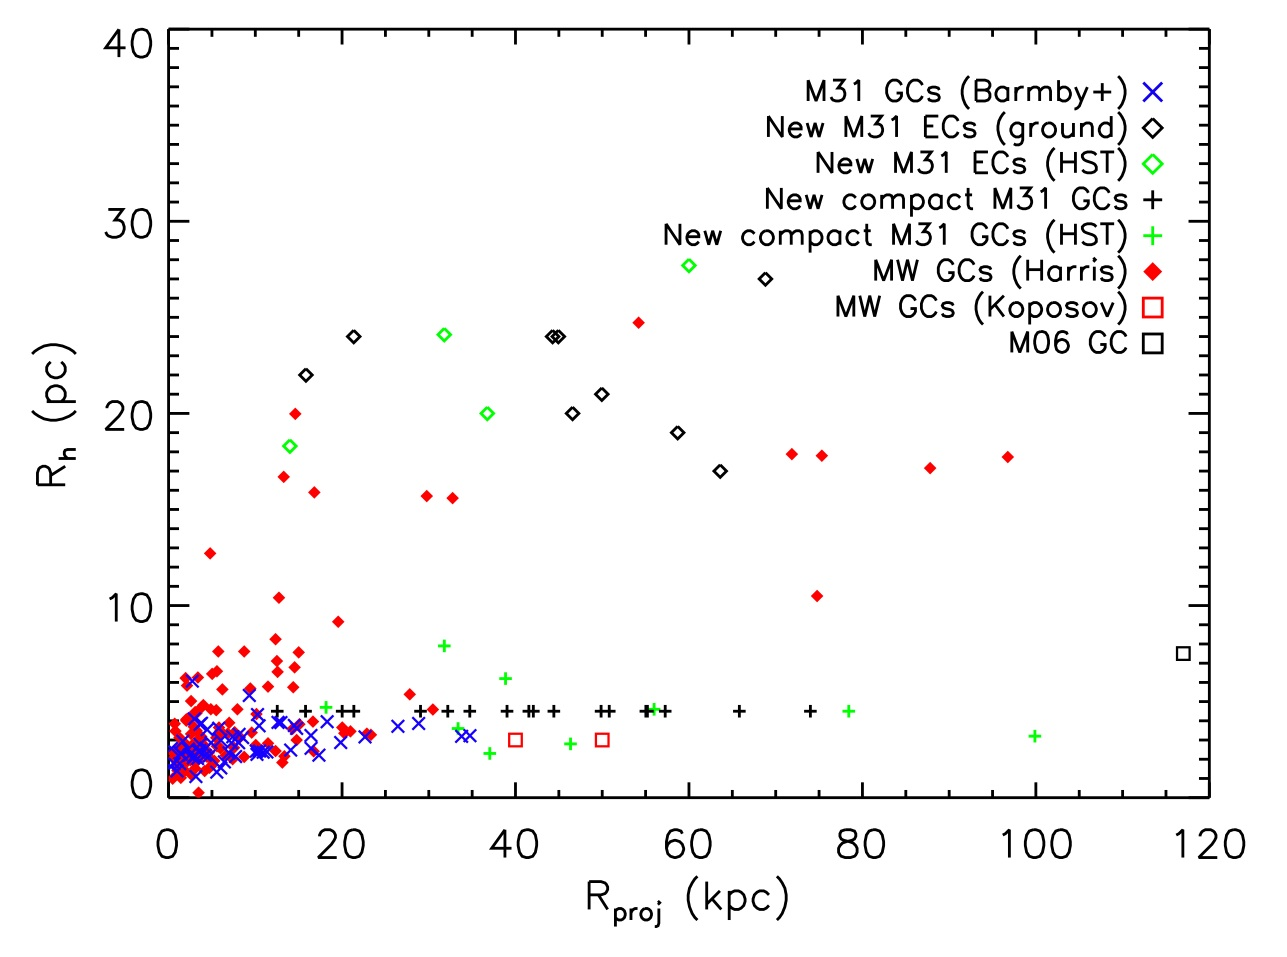 40
30
20
10
0
R_h (pc)
M31 GCs (Barmby+)
New M31 ECs (ground)
New M31 ECs (HST)
New compact M31 GCs
New compact M31 GCs (HST)
MW GCs (Harris)
MW GCs (Koposov)
M06 GC
0 20 40 60 80 100 120
R_proj (kpc)